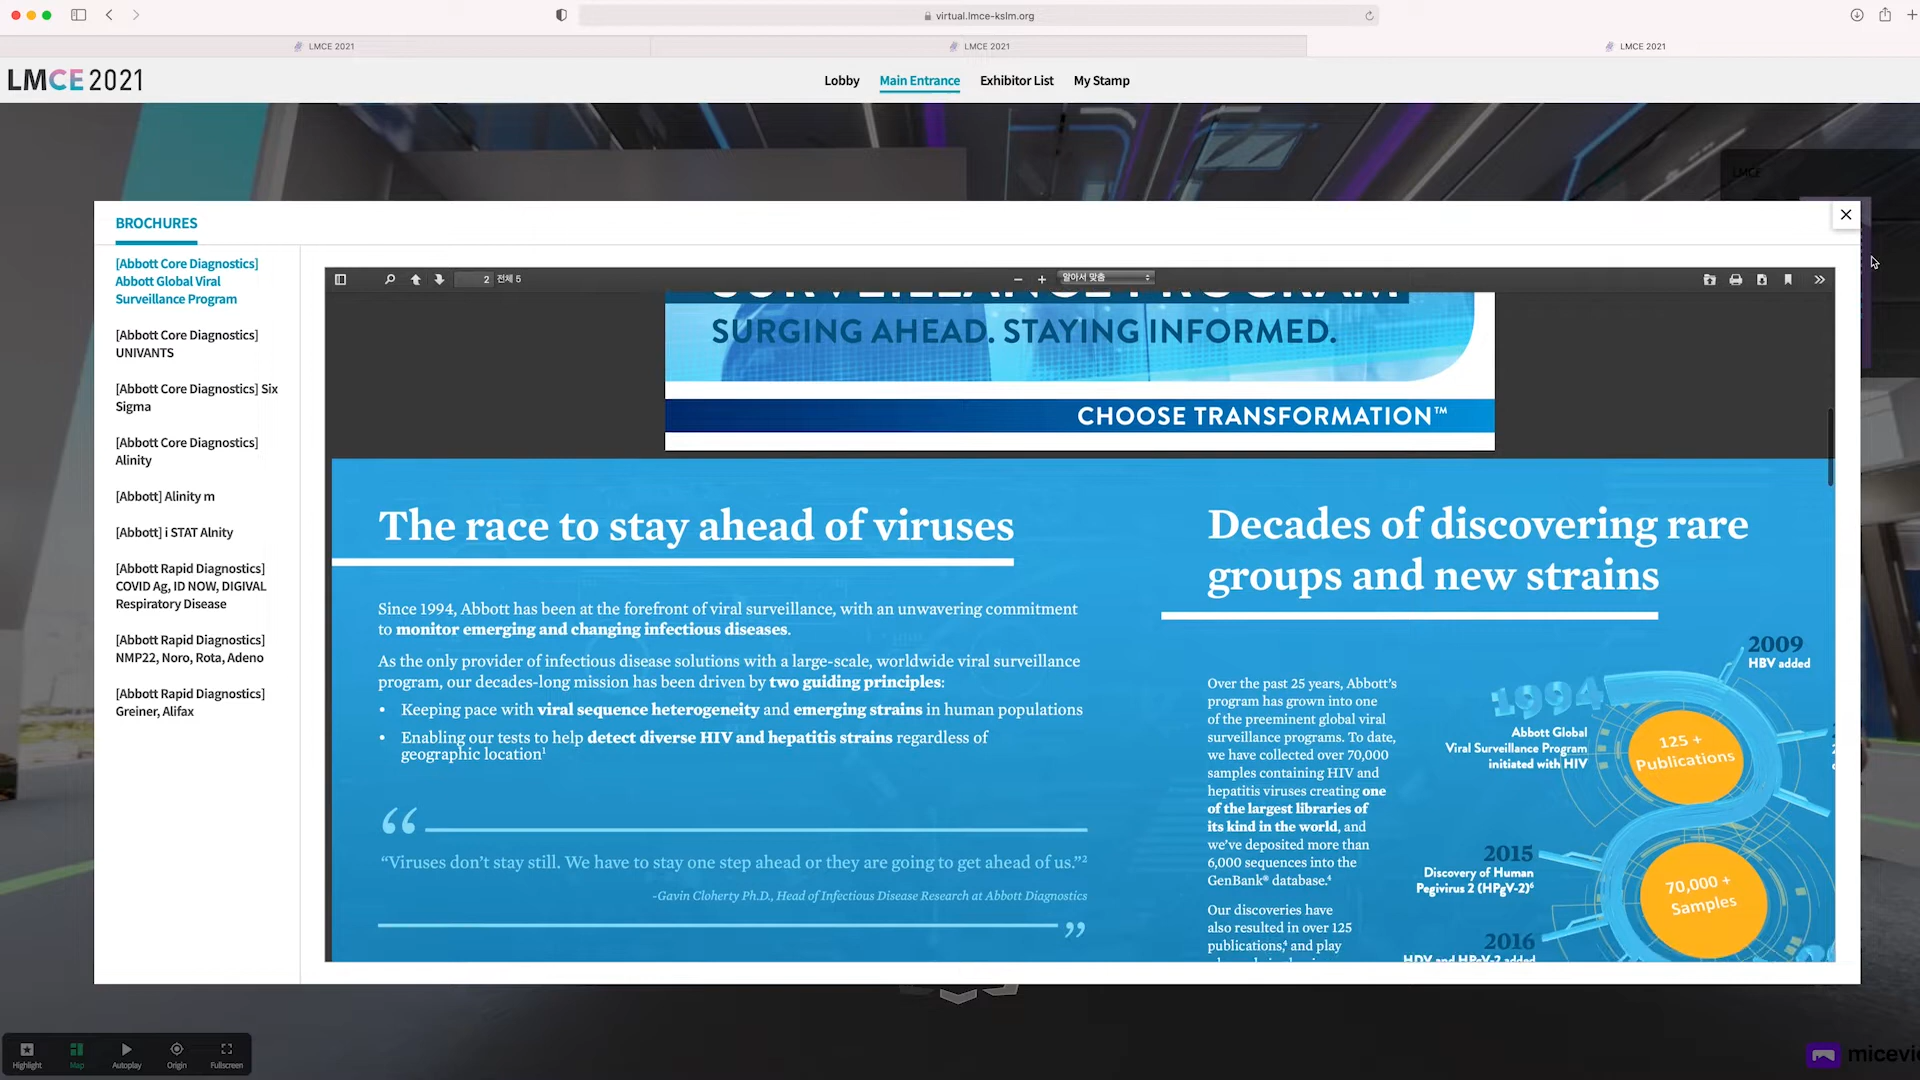 virtual.lmce-kslm.org
LMCE 2021
LMCE 2021
LMCE 2021
LMCE 2021
Lobby
Main Entrance
Exhibitor List
My Stamp
LMCE
BROCHURES
[Abbott Core Diagnostics]
Abbott Global Viral
Surveillance Program
[Abbott Core Diagnostics]
UNIVANTS
[Abbott Core Diagnostics] Six
Sigma
[Abbott Core Diagnostics]
Alinity
[Abbott] Alinity m
[Abbott] i STAT Alnity
[Abbott Rapid Diagnostics]
COVID Ag, ID NOW, DIGIVAL
Respiratory Disease
[Abbott Rapid Diagnostics]
NMP22, Noro, Rota, Adeno
[Abbott Rapid Diagnostics]
Greiner, Alifax
2 전체 5
알아서 맞춤
SURVEILLANCE PROGRAM
SURGING AHEAD. STAYING INFORMED.
CHOOSE TRANSFORMATION™
The race to stay ahead of viruses
Since 1994, Abbott has been at the forefront of viral surveillance, with an unwavering commitment
to monitor emerging and changing infectious diseases.
As the only provider of infectious disease solutions with a large-scale, worldwide viral surveillance
program, our decades-long mission has been driven by two guiding principles:
• Keeping pace with viral sequence heterogeneity and emerging strains in human populations
• Enabling our tests to help detect diverse HIV and hepatitis strains regardless of
geographic location¹
“
“Viruses don’t stay still. We have to stay one step ahead or they are going to get ahead of us.”²
-Gavin Cloherty Ph.D., Head of Infectious Disease Research at Abbott Diagnostics
”
Decades of discovering rare
groups and new strains
Over the past 25 years, Abbott’s
program has grown into one
of the preeminent global viral
surveillance programs. To date,
we have collected over 70,000
samples containing HIV and
hepatitis viruses creating one
of the largest libraries of
its kind in the world, and
we’ve deposited more than
6,000 sequences into the
GenBank® database.⁴
Our discoveries have
also resulted in over 125
publications,⁴ and play
2009
HBV added
1994
Abbott Global
Viral Surveillance Program
initiated with HIV
125 +
Publications
2015
Discovery of Human
Pegivirus 2 (HPgV-2)⁶
70,000 +
Samples
2016
HDV and HPgV-2 added
Highlight
Map
Autoplay
Origin
Fullscreen